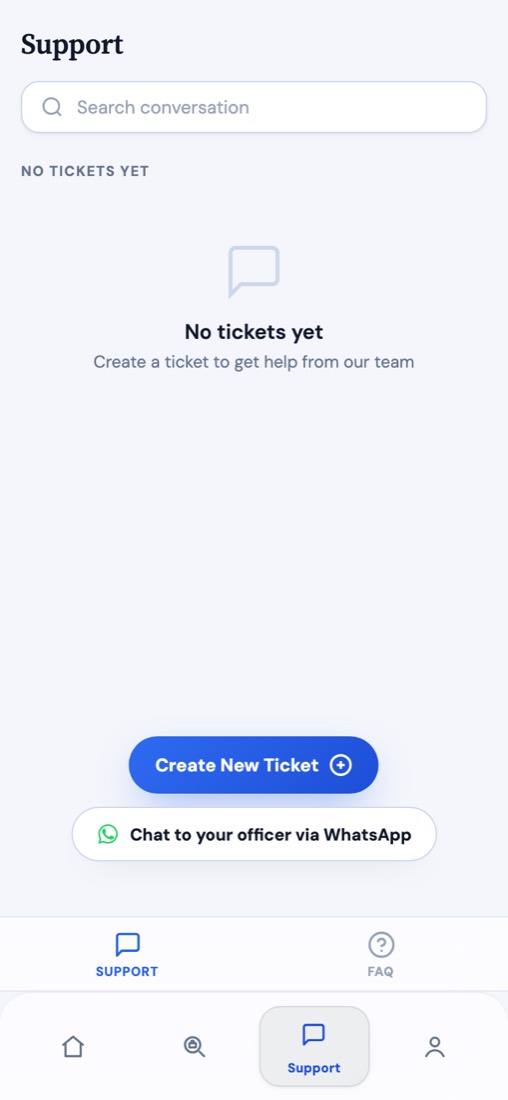 Support
Search conversation
NO TICKETS YET
No tickets yet
Create a ticket to get help from our team
Create New Ticket
Chat to your officer via WhatsApp
SUPPORT
FAQ
Support